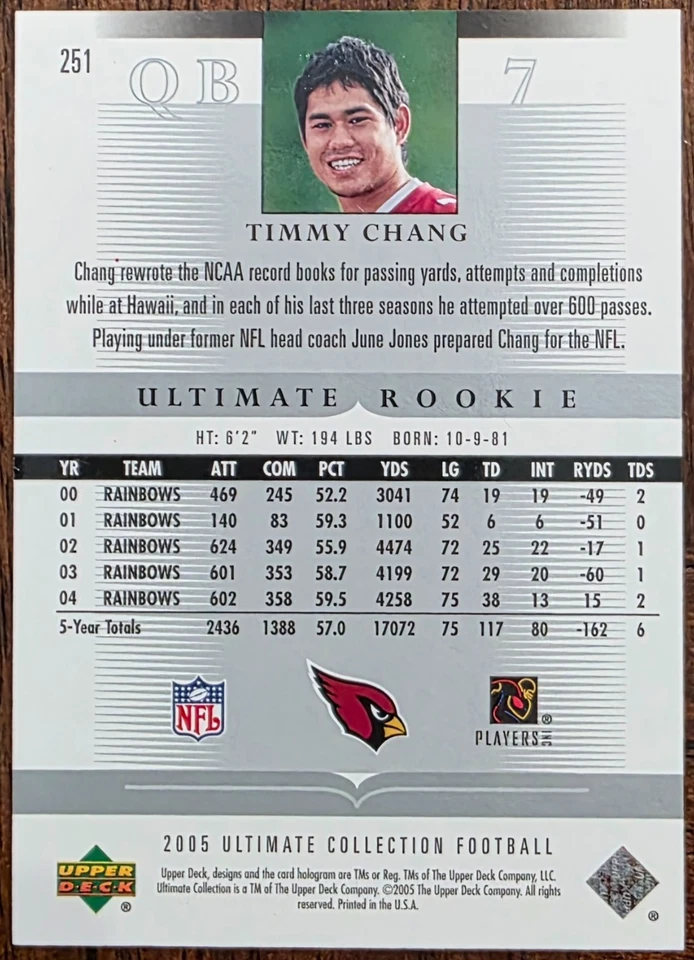 251
QB 7
TIMMY CHANG
Chang rewrote the NCAA record books for passing yards, attempts and completions
while at Hawaii, and in each of his last three seasons he attempted over 600 passes.
Playing under former NFL head coach June Jones prepared Chang for the NFL.
ULTIMATE ROOKIE
HT: 6'2" WT: 194 LBS BORN: 10-9-81
YR TEAM ATT COM PCT YDS LG TD INT RYDS TDS
00 RAINBOWS 469 245 52.2 3041 74 19 19 -49 2
01 RAINBOWS 140 83 59.3 1100 52 6 6 -51 0
02 RAINBOWS 624 349 55.9 4474 72 25 22 -17 1
03 RAINBOWS 601 353 58.7 4199 72 29 20 -60 1
04 RAINBOWS 602 358 59.5 4258 75 38 13 15 2
5-Year Totals 2436 1388 57.0 17072 75 117 80 -162 6
NFL
PLAYERS INC ®
2005 ULTIMATE COLLECTION FOOTBALL
UPPER
DECK ®
Upper Deck, designs and the card hologram are TMs or Reg. TMs of The Upper Deck Company, LLC.
Ultimate Collection is a TM of The Upper Deck Company. ©2005 The Upper Deck Company. All rights
reserved. Printed in the U.S.A.
®